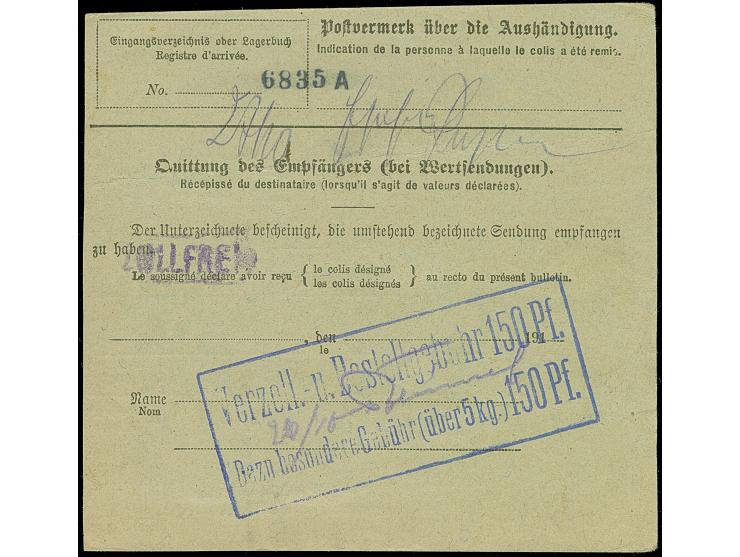 Eingangsverzeichnis oder Lagerbuch
Registre d'arrivée.
No. 6835 A
Postvermerk über die Aushändigung.
Indication de la personne à laquelle le colis a été remis.
Quittung des Empfängers (bei Wertsendungen).
Récépissé du destinataire (lorsqu'il s'agit de valeurs déclarées).
Der Unterzeichnete bescheinigt, die umstehend bezeichnete Sendung empfangen
zu haben.
ZOLLFREI
Le soussigné déclare avoir reçu { le colis désigné / les colis désignés } au recto du présent bulletin.
, den 191
le
Verzoll.- u. Bestellgebühr 150 Pf.
Name
Nom
20/10
Dazu besondere Gebühr (über 5 kg.) 150 Pf.